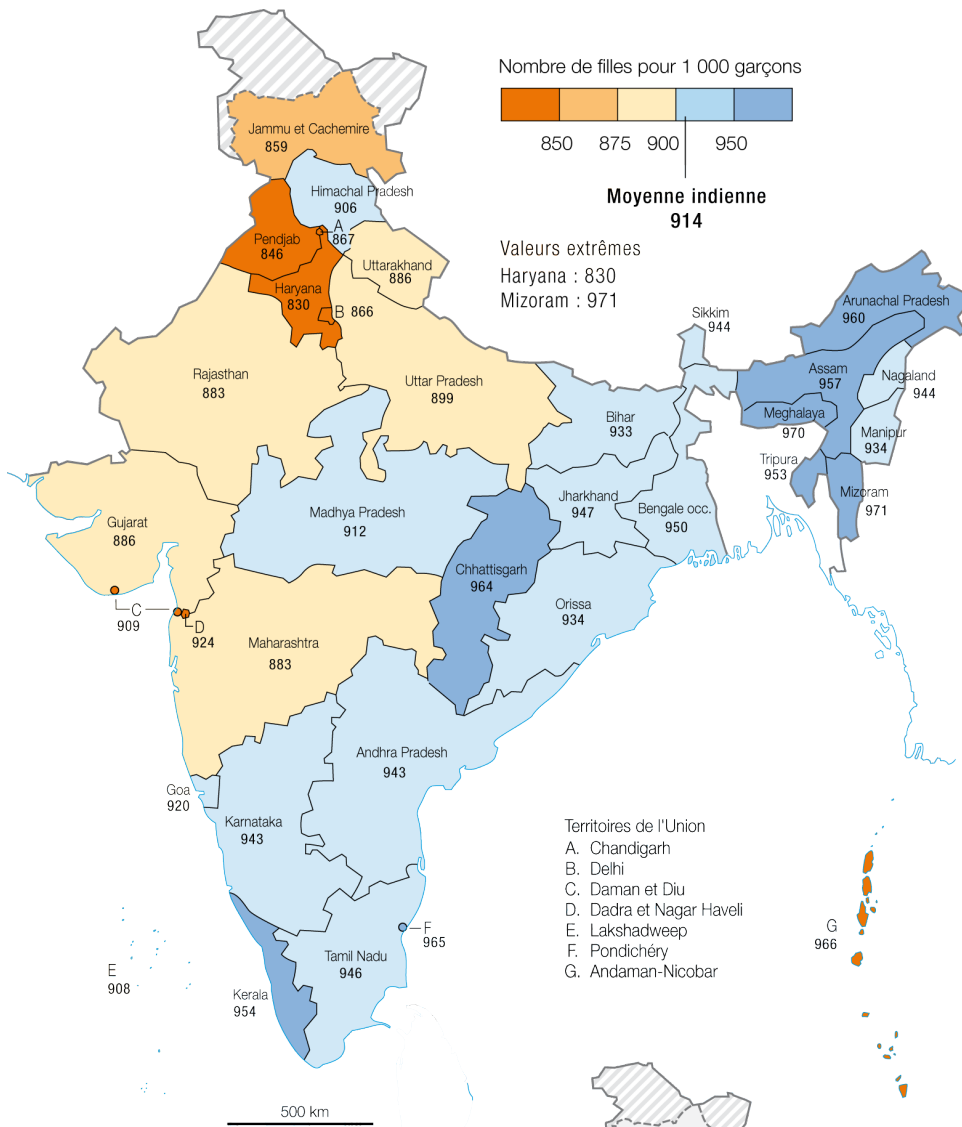 Nombre de filles pour 1 000 garçons
850 875 900 950
Moyenne indienne
914
Valeurs extrêmes
Haryana : 830
Mizoram : 971
Jammu et Cachemire
859
Himachal Pradesh
906
A
867
Pendjab
846
Uttarakhand
886
Haryana
830
B 866
Rajasthan
883
Uttar Pradesh
899
Sikkim
944
Arunachal Pradesh
960
Assam
957
Nagaland
944
Meghalaya
970
Manipur
934
Tripura
953
Mizoram
971
Bihar
933
Jharkhand
947
Bengale occ.
950
Gujarat
886
Madhya Pradesh
912
Chhattisgarh
964
Orissa
934
C
909
D
924
Maharashtra
883
Andhra Pradesh
943
Goa
920
Karnataka
943
F
965
Tamil Nadu
946
Kerala
954
E
908
G
966
Territoires de l'Union
A. Chandigarh
B. Delhi
C. Daman et Diu
D. Dadra et Nagar Haveli
E. Lakshadweep
F. Pondichéry
G. Andaman-Nicobar
500 km